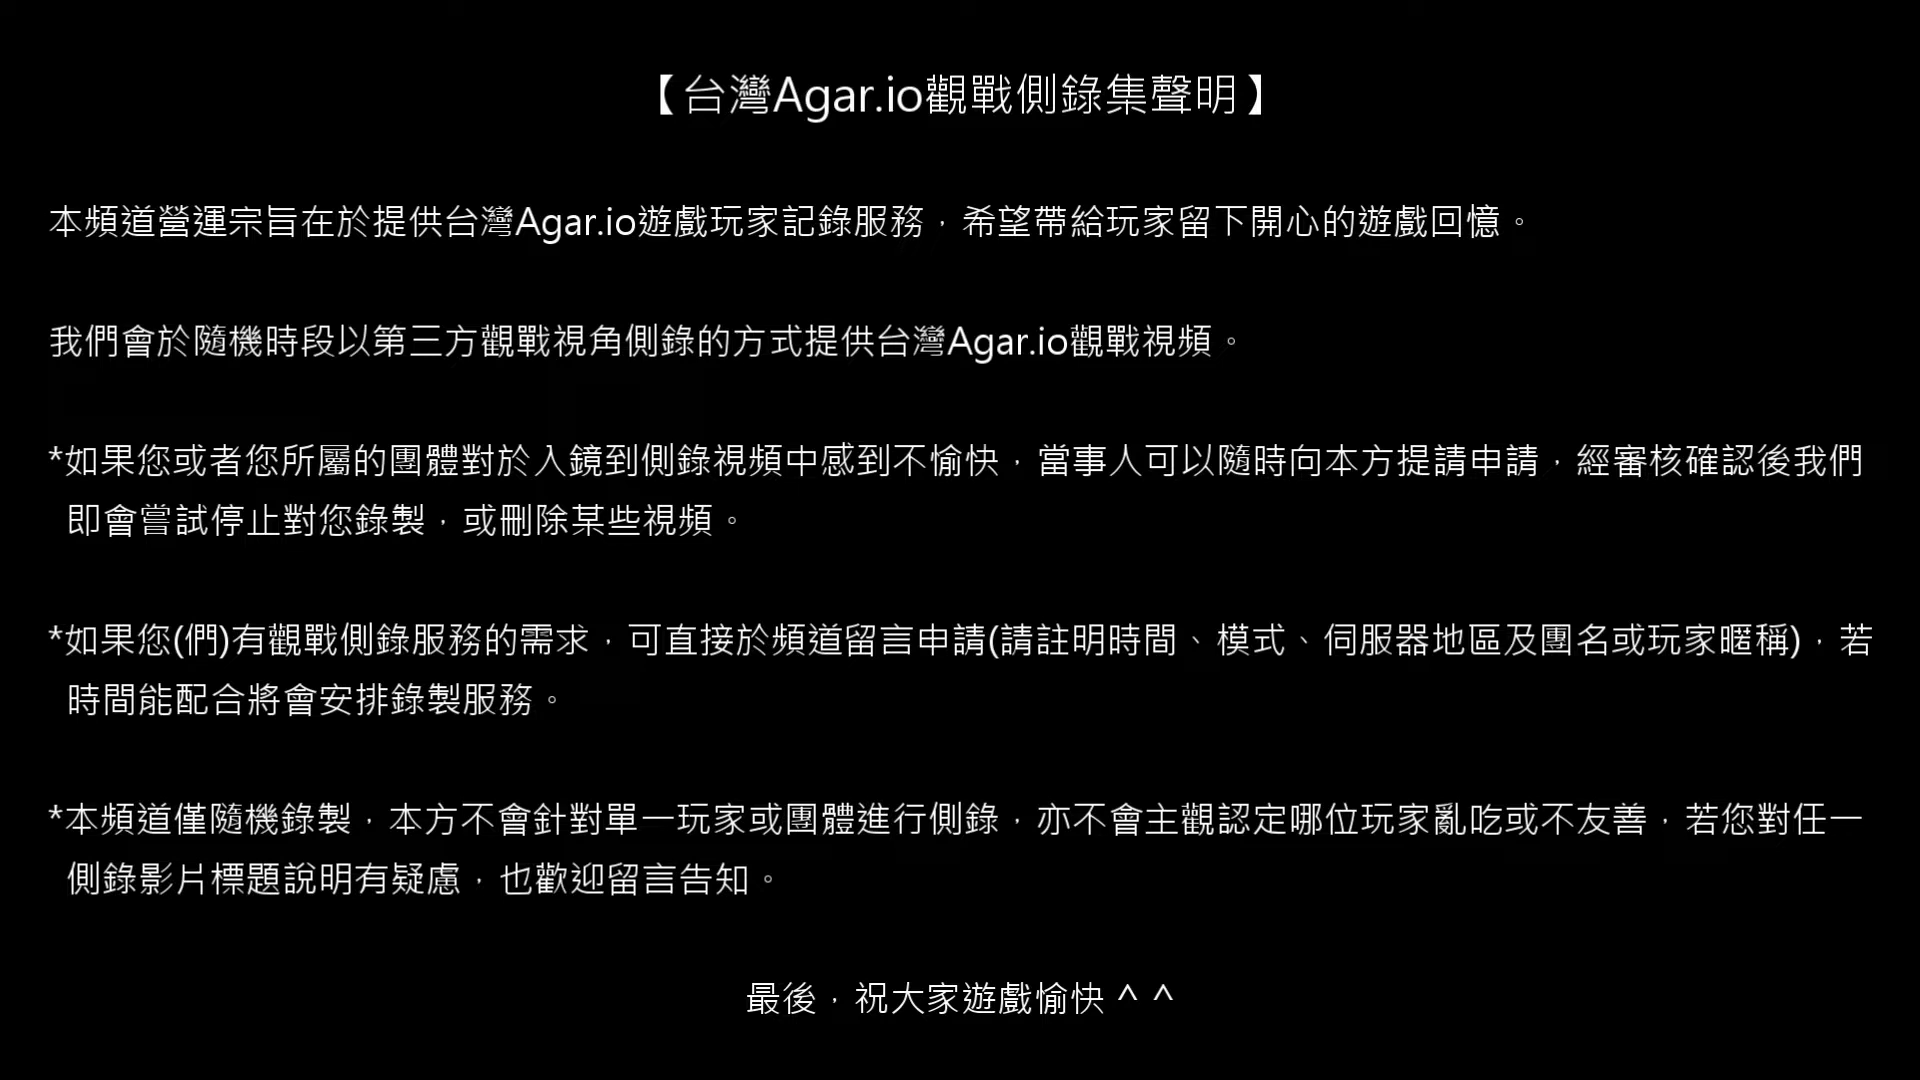 【台灣Agar.io觀戰側錄集聲明】
本頻道營運宗旨在於提供台灣Agar.io遊戲玩家記錄服務，希望帶給玩家留下開心的遊戲回憶。
我們會於隨機時段以第三方觀戰視角側錄的方式提供台灣Agar.io觀戰視頻。
*如果您或者您所屬的團體對於入鏡到側錄視頻中感到不愉快，當事人可以隨時向本方提請申請，經審核確認後我們
即會嘗試停止對您錄製，或刪除某些視頻。
*如果您(們)有觀戰側錄服務的需求，可直接於頻道留言申請(請註明時間、模式、伺服器地區及團名或玩家暱稱)，若
時間能配合將會安排錄製服務。
*本頻道僅隨機錄製，本方不會針對單一玩家或團體進行側錄，亦不會主觀認定哪位玩家亂吃或不友善，若您對任一
側錄影片標題說明有疑慮，也歡迎留言告知。
最後，祝大家遊戲愉快 ^ ^